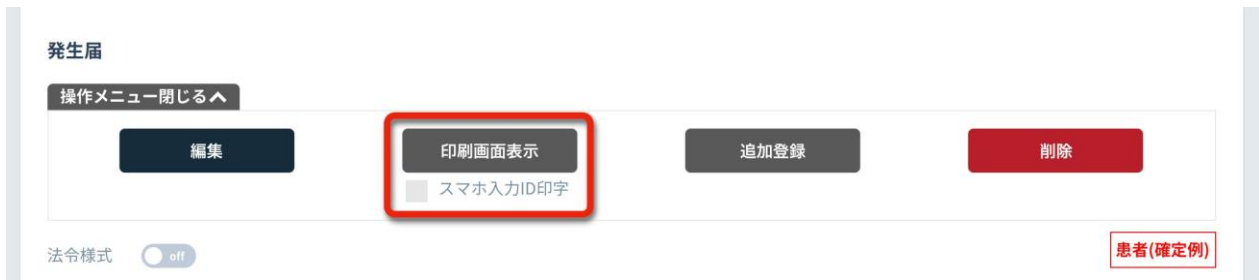 発生届
操作メニュー閉じる
編集
印刷画面表示
追加登録
削除
スマホ入力ID印字
法令様式
off
患者(確定例)